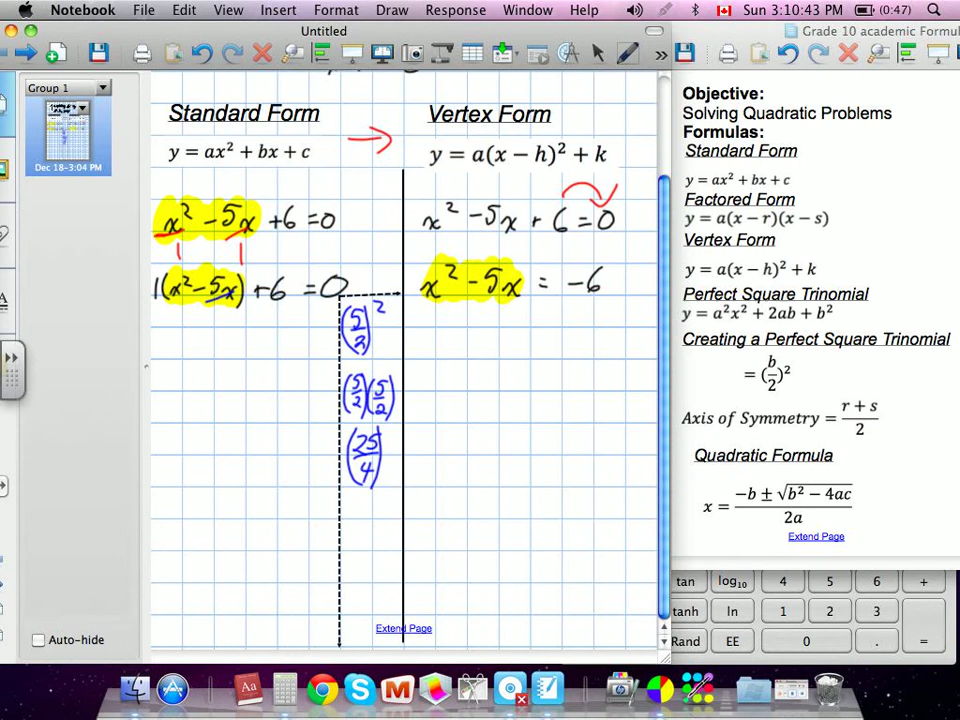 Notebook File Edit View Insert Format Draw Response Window Help Sun 3:10:43 PM (0:47)
Untitled
Grade 10 academic Formul
Group 1
Dec 18-3:04 PM
Auto-hide
Standard Form → Vertex Form
y = ax² + bx + c
y = a(x − h)² + k
x² -5x +6 =0
x² -5x + 6 =0
1 1
1(x²-5x) +6 =0
x² -5x = -6
(5/2)²
(5/2)(5/2)
(25/4)
Extend Page
Objective:
Solving Quadratic Problems
Formulas:
Standard Form
y = ax² + bx + c
Factored Form
y = a(x − r)(x − s)
Vertex Form
y = a(x − h)² + k
Perfect Square Trinomial
y = a²x² + 2ab + b²
Creating a Perfect Square Trinomial
= (b/2)²
Axis of Symmetry = r + s / 2
Quadratic Formula
x = −b ± √b² − 4ac / 2a
Extend Page
tan log₁₀ 4 5 6 +
tanh ln 1 2 3
Rand EE 0 . =
Aa